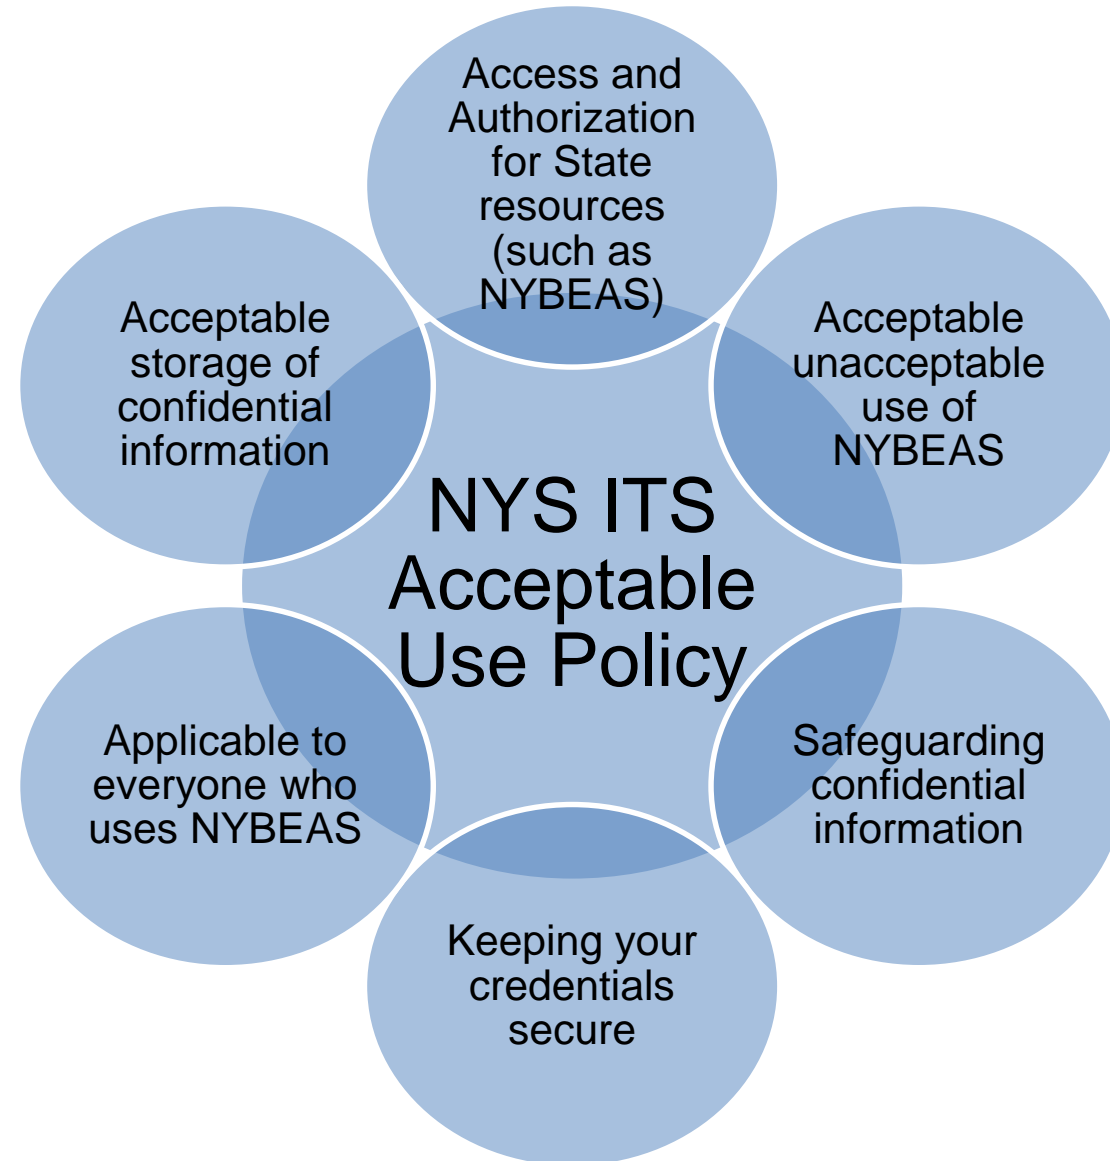 Access and
Authorization
for State
resources
(such as
NYBEAS)
Acceptable
unacceptable
use of
NYBEAS
Safeguarding
confidential
information
Keeping your
credentials
secure
Applicable to
everyone who
uses NYBEAS
Acceptable
storage of
confidential
information
NYS ITS
Acceptable
Use Policy